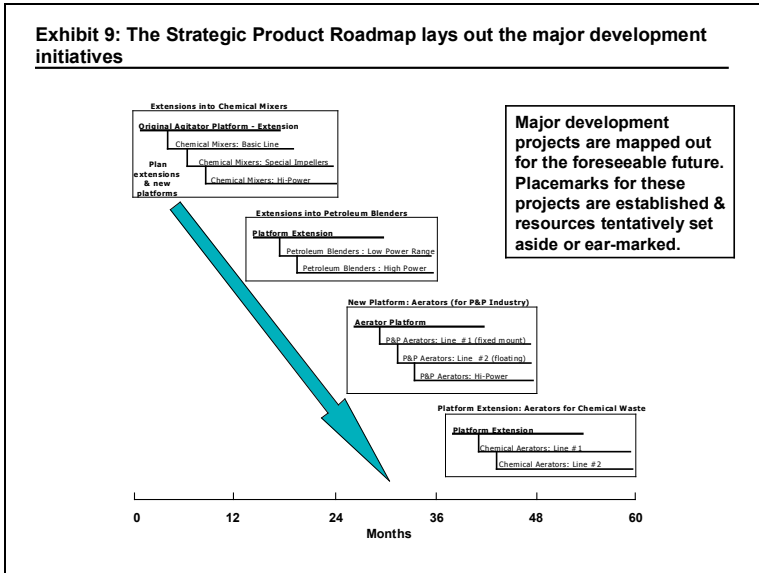 Exhibit 9: The Strategic Product Roadmap lays out the major development
initiatives
Extensions into Chemical Mixers
Original Agitator Platform - Extension
Chemical Mixers: Basic Line
Chemical Mixers: Special Impellers
Chemical Mixers: Hi-Power
Plan
extensions
& new
platforms
Major development
projects are mapped out
for the foreseeable future.
Placemarks for these
projects are established &
resources tentatively set
aside or ear-marked.
Extensions into Petroleum Blenders
Platform Extension
Petroleum Blenders : Low Power Range
Petroleum Blenders : High Power
New Platform: Aerators (for P&P Industry)
Aerator Platform
P&P Aerators: Line #1 (fixed mount)
P&P Aerators: Line #2 (floating)
P&P Aerators: Hi-Power
Platform Extension: Aerators for Chemical Waste
Platform Extension
Chemical Aerators: Line #1
Chemical Aerators: Line #2
0 12 24 36 48 60
Months